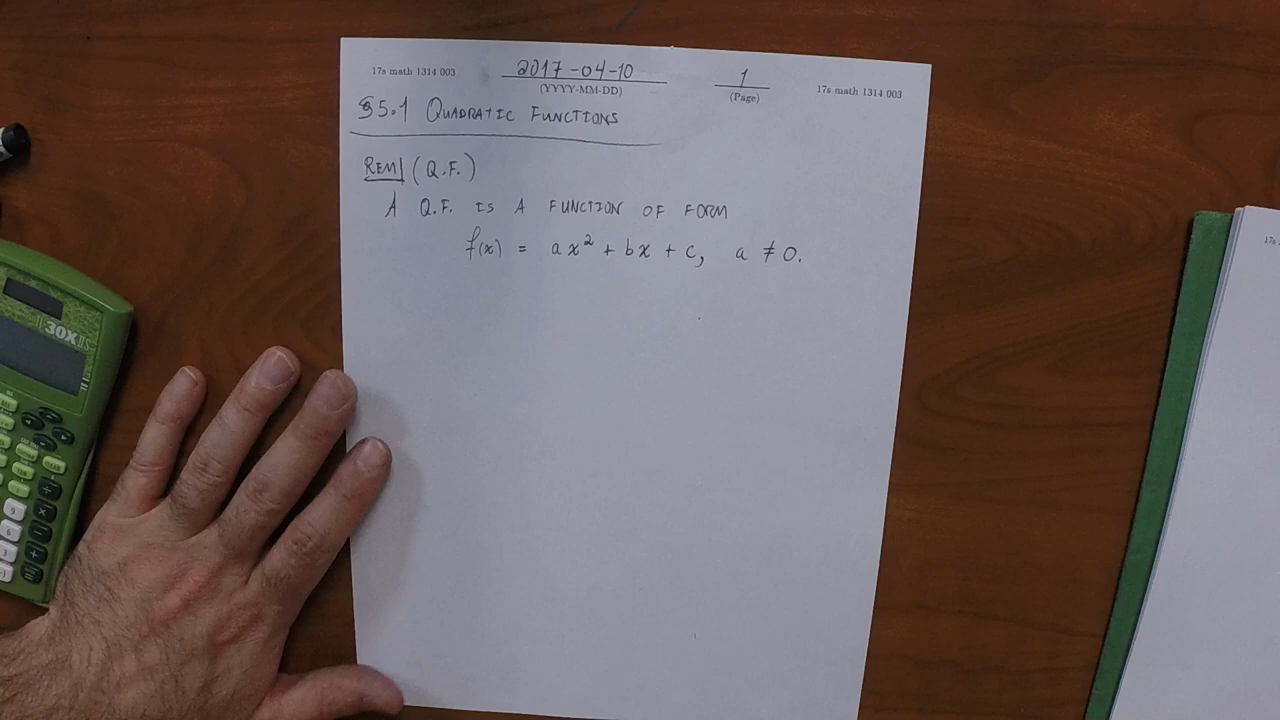 17s math 1314 003 2017-04-10 1 17s math 1314 003
(YYYY-MM-DD) (Page)
§5.1 QUADRATIC FUNCTIONS
REM (Q.F.)
A Q.F. IS A FUNCTION OF FORM
f(x) = ax² + bx + c, a ≠ 0.
30X IIS